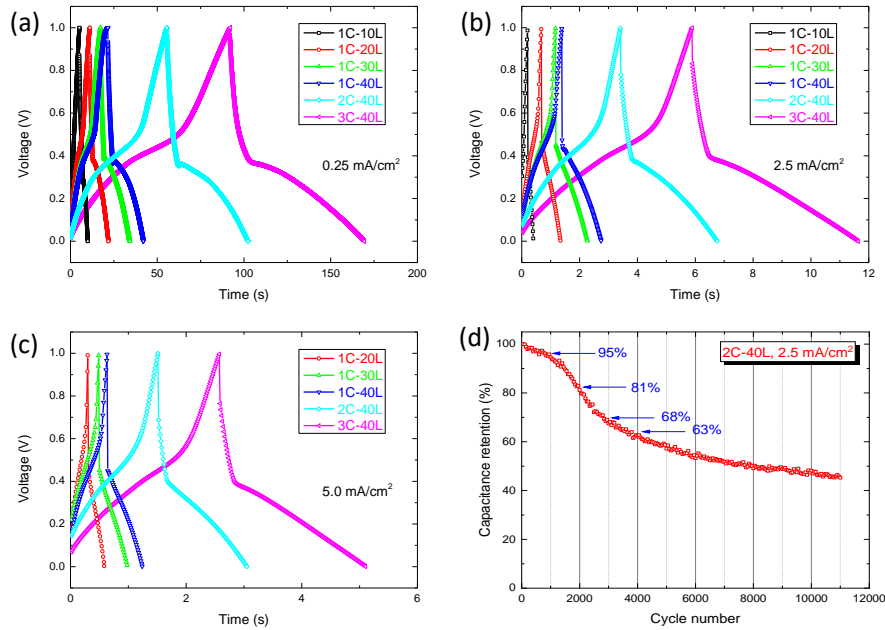 (a)
1.0
0.8
0.6
0.4
0.2
0.0
Voltage (V)
1C-10L
1C-20L
1C-30L
1C-40L
2C-40L
3C-40L
0.25 mA/cm²
0
50
100
150
200
Time (s)
(b)
1.0
0.8
0.6
0.4
0.2
0.0
Voltage (V)
1C-10L
1C-20L
1C-30L
1C-40L
2C-40L
3C-40L
2.5 mA/cm²
0
2
4
6
8
10
12
Time (s)
(c)
1.0
0.8
0.6
0.4
0.2
0.0
Voltage (V)
1C-20L
1C-30L
1C-40L
2C-40L
3C-40L
5.0 mA/cm²
0
2
4
6
Time (s)
(d)
100
80
60
40
20
0
Capacitance retention (%)
2C-40L, 2.5 mA/cm²
95%
81%
68%
63%
0
2000
4000
6000
8000
10000
12000
Cycle number